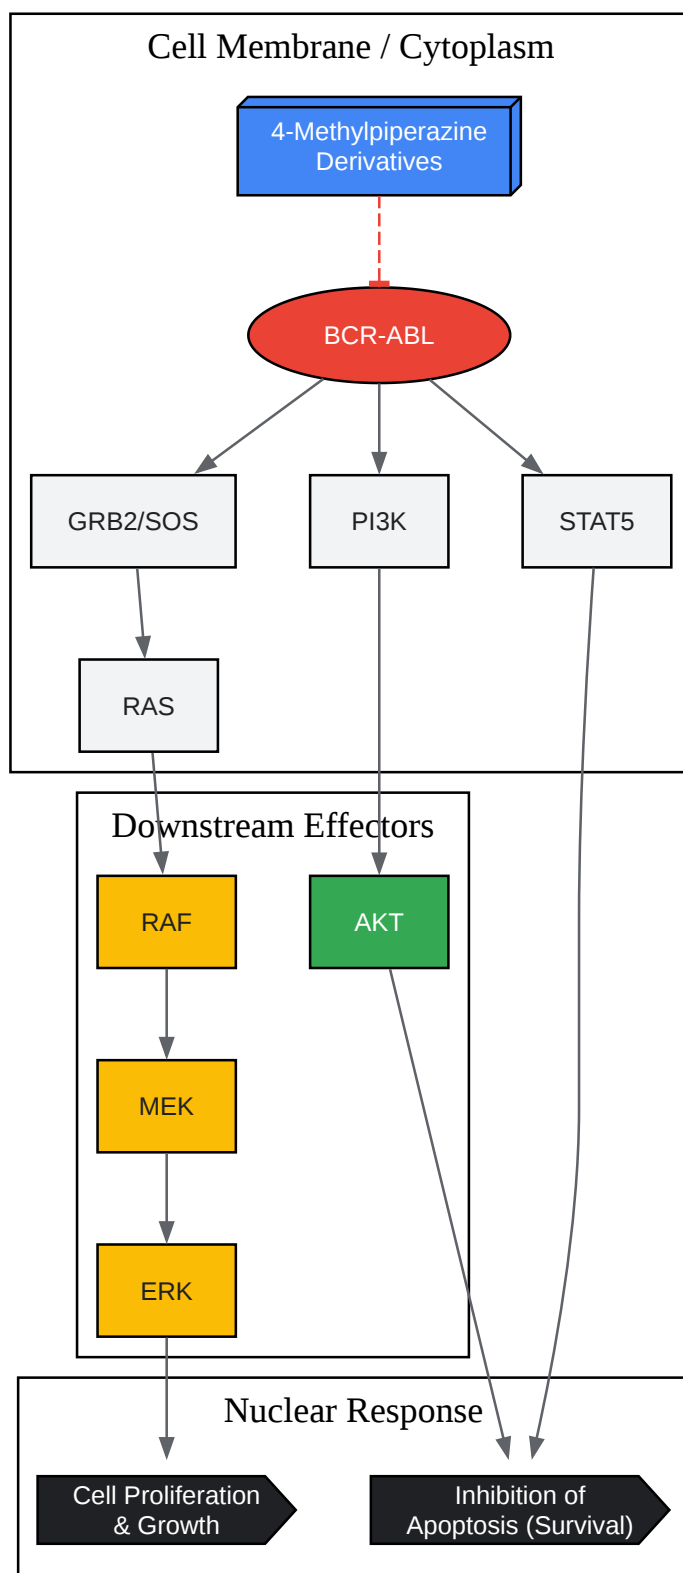 Cell Membrane / Cytoplasm
4-Methylpiperazine
Derivatives
BCR-ABL
GRB2/SOS
PI3K
STAT5
RAS
Downstream Effectors
RAF
AKT
MEK
ERK
Nuclear Response
Cell Proliferation
& Growth
Inhibition of
Apoptosis (Survival)